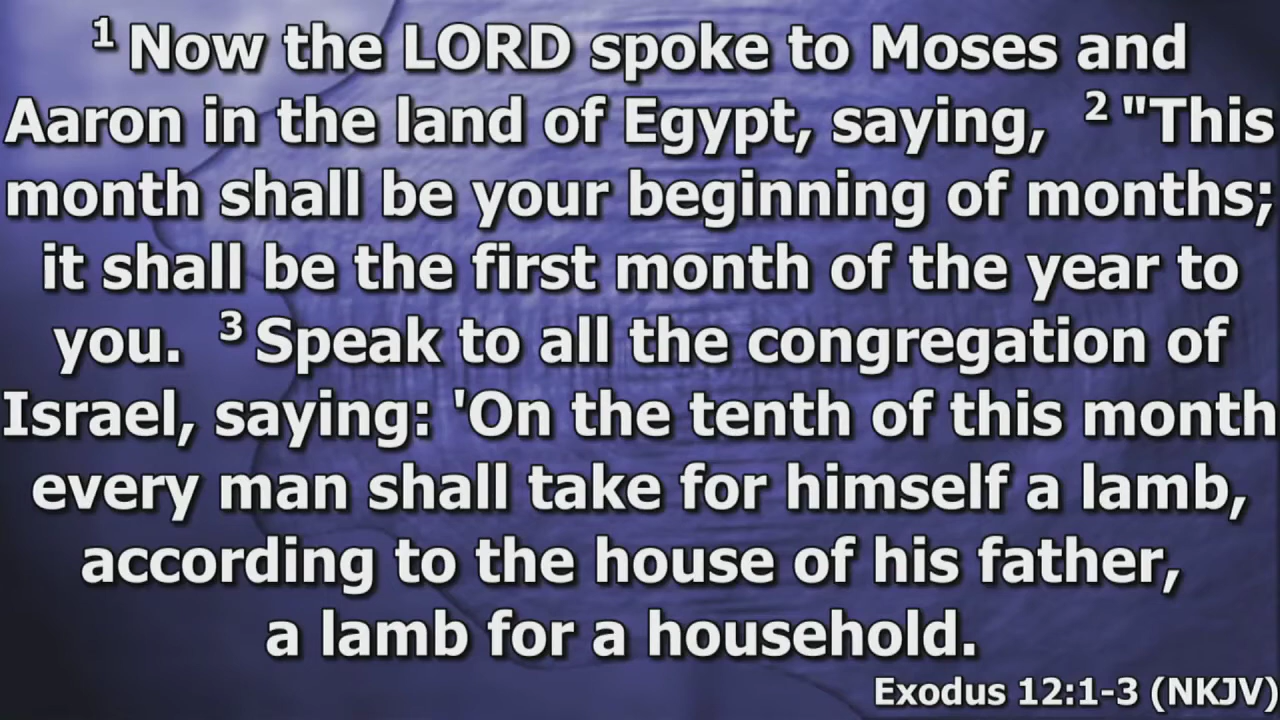 1 Now the LORD spoke to Moses and
Aaron in the land of Egypt, saying, 2 "This
month shall be your beginning of months;
it shall be the first month of the year to
you. 3 Speak to all the congregation of
Israel, saying: 'On the tenth of this month
every man shall take for himself a lamb,
according to the house of his father,
a lamb for a household.
Exodus 12:1-3 (NKJV)